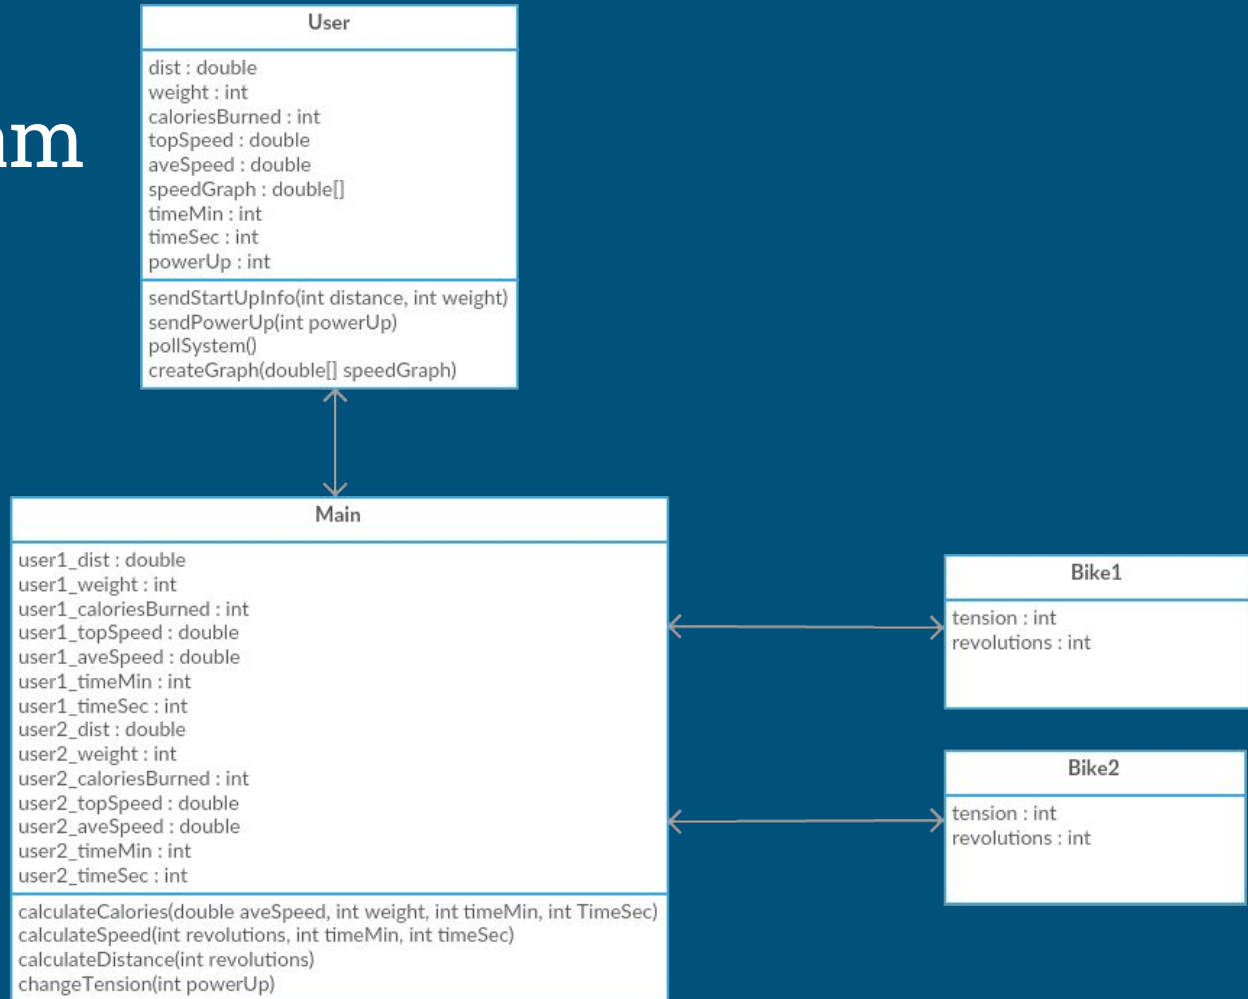 am
User
dist : double
weight : int
caloriesBurned : int
topSpeed : double
aveSpeed : double
speedGraph : double[]
timeMin : int
timeSec : int
powerUp : int
sendStartUpInfo(int distance, int weight)
sendPowerUp(int powerUp)
pollSystem()
createGraph(double[] speedGraph)
Main
user1_dist : double
user1_weight : int
user1_caloriesBurned : int
user1_topSpeed : double
user1_aveSpeed : double
user1_timeMin : int
user1_timeSec : int
user2_dist : double
user2_weight : int
user2_caloriesBurned : int
user2_topSpeed : double
user2_aveSpeed : double
user2_timeMin : int
user2_timeSec : int
calculateCalories(double aveSpeed, int weight, int timeMin, int TimeSec)
calculateSpeed(int revolutions, int timeMin, int timeSec)
calculateDistance(int revolutions)
changeTension(int powerUp)
Bike1
tension : int
revolutions : int
Bike2
tension : int
revolutions : int